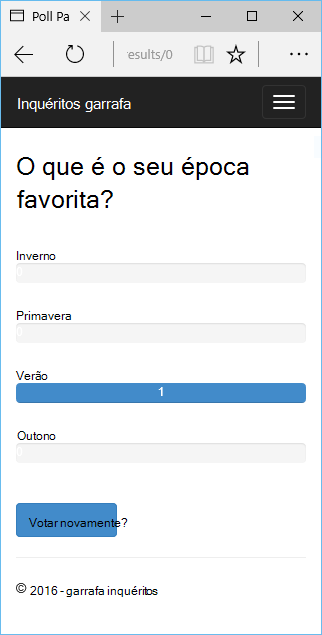 Poll Pa
results/0
Inquéritos garrafa
O que é o seu época
favorita?
Inverno
0
Primavera
0
Verão
1
Outono
0
Votar novamente?
© 2016 - garrafa inquéritos